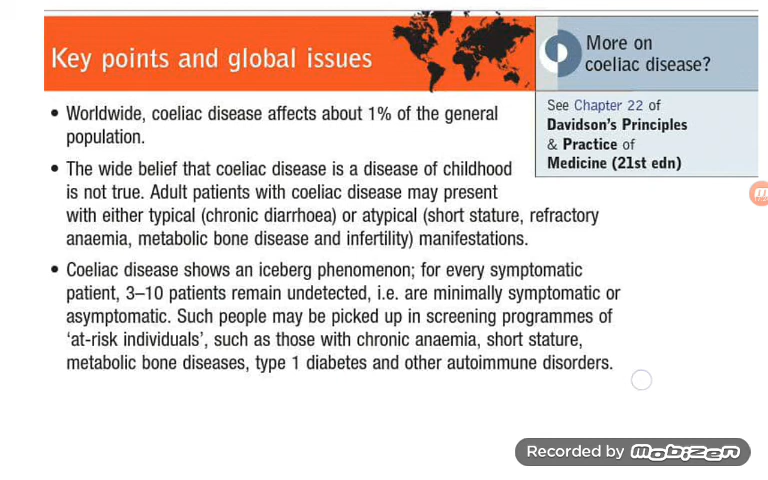 Key points and global issues
More on
coeliac disease?
See Chapter 22 of
Davidson's Principles
& Practice of
Medicine (21st edn)
• Worldwide, coeliac disease affects about 1% of the general
population.
• The wide belief that coeliac disease is a disease of childhood
is not true. Adult patients with coeliac disease may present
with either typical (chronic diarrhoea) or atypical (short stature, refractory
anaemia, metabolic bone disease and infertility) manifestations.
• Coeliac disease shows an iceberg phenomenon; for every symptomatic
patient, 3–10 patients remain undetected, i.e. are minimally symptomatic or
asymptomatic. Such people may be picked up in screening programmes of
‘at-risk individuals’, such as those with chronic anaemia, short stature,
metabolic bone diseases, type 1 diabetes and other autoimmune disorders.
Recorded by mobizen